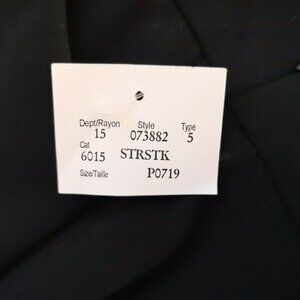 Dept/Rayon Style Type
15 073882 5
Cat
6015 STRSTK
Size/Taille P0719